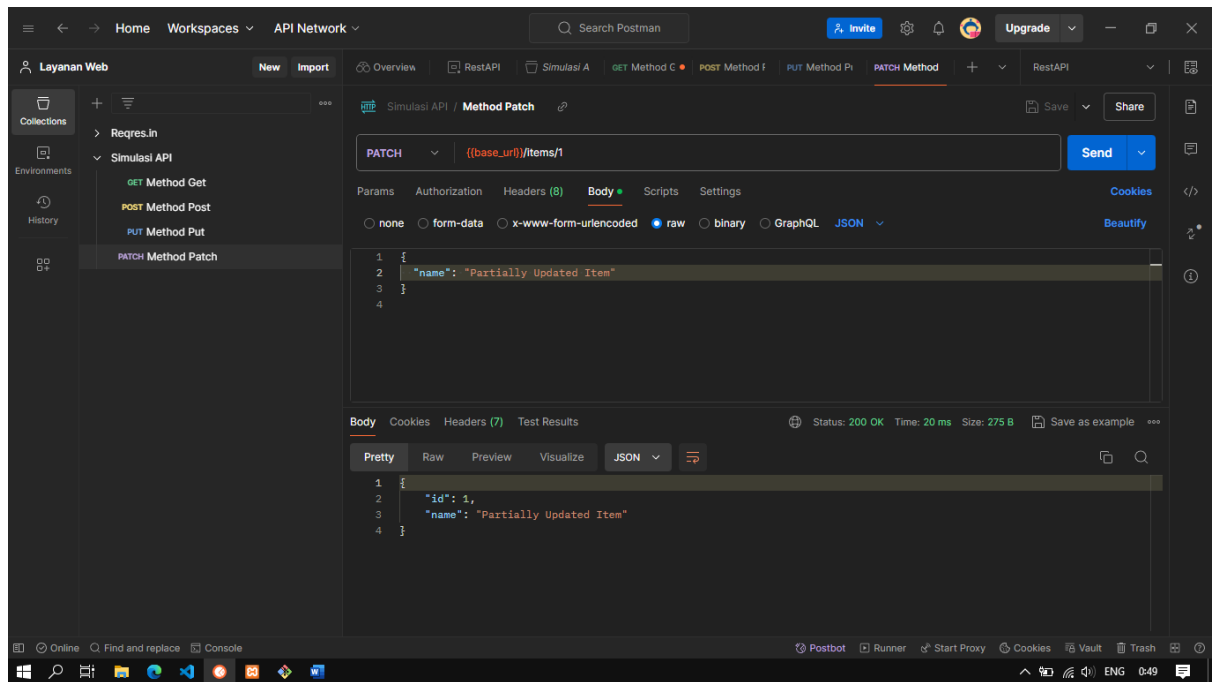 Home Workspaces API Network Search Postman Invite Upgrade
Layanan Web New Import Overview RestAPI Simulasi A GET Method G POST Method F PUT Method Pu PATCH Method RestAPI
Collections
Environments
History
Reqres.in
Simulasi API
GET Method Get
POST Method Post
PUT Method Put
PATCH Method Patch
HTTP Simulasi API / Method Patch Save Share
PATCH {{base_url}}/items/1 Send
Params Authorization Headers (8) Body Scripts Settings Cookies
none form-data x-www-form-urlencoded raw binary GraphQL JSON Beautify
1 {
2 "name": "Partially Updated Item"
3 }
4
Body Cookies Headers (7) Test Results Status: 200 OK Time: 20 ms Size: 275 B Save as example
Pretty Raw Preview Visualize JSON
1 {
2 "id": 1,
3 "name": "Partially Updated Item"
4 }
Online Find and replace Console Postbot Runner Start Proxy Cookies Vault Trash
ENG 0:49